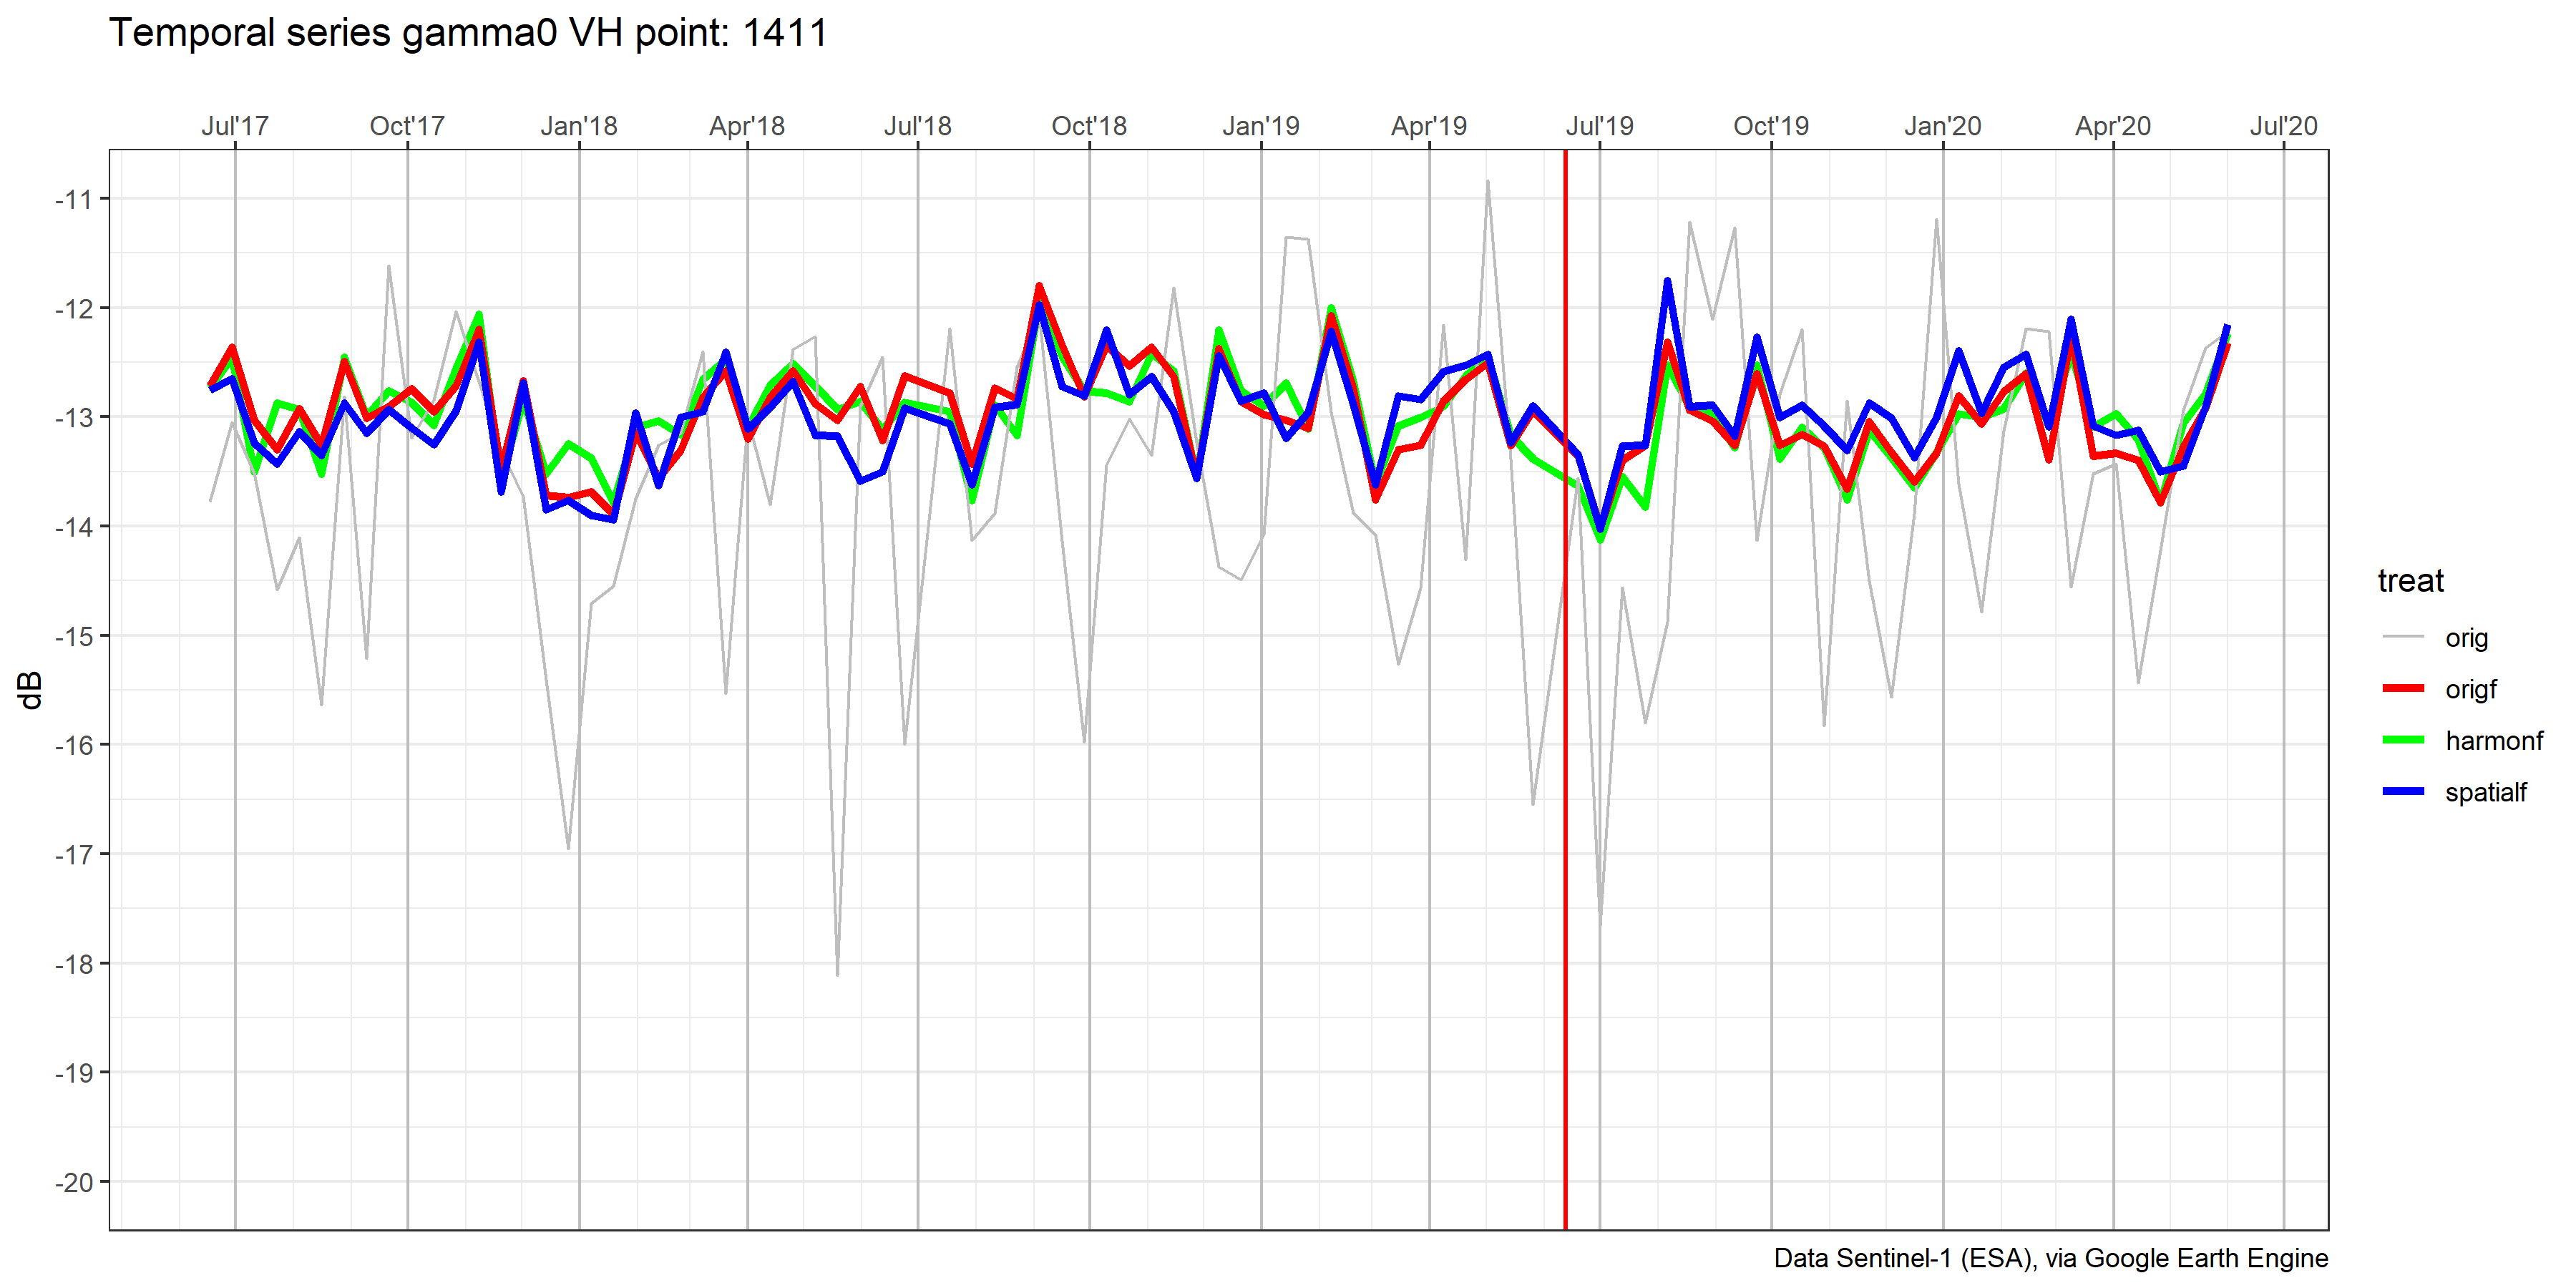 Temporal series gamma0 VH point: 1411
Jul'17 Oct'17 Jan'18 Apr'18 Jul'18 Oct'18 Jan'19 Apr'19 Jul'19 Oct'19 Jan'20 Apr'20 Jul'20
-11
-12
-13
-14
-15
-16
-17
-18
-19
-20
dB
treat
orig
origf
harmonf
spatialf
Data Sentinel-1 (ESA), via Google Earth Engine